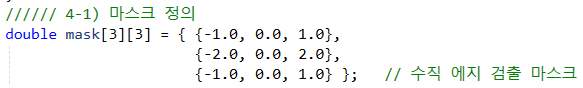 ////// 4-1) 마스크 정의
double mask[3][3] = { {-1.0, 0.0, 1.0},
{-2.0, 0.0, 2.0},
{-1.0, 0.0, 1.0} };   // 수직 에지 검출 마스크